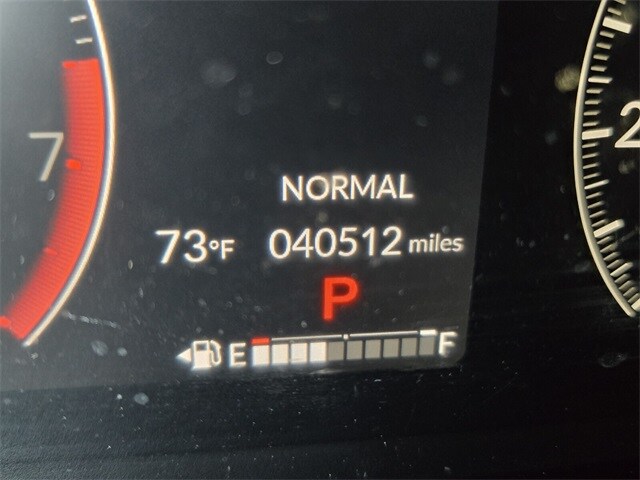 7
2
NORMAL
73°F 040512 miles
P
E F